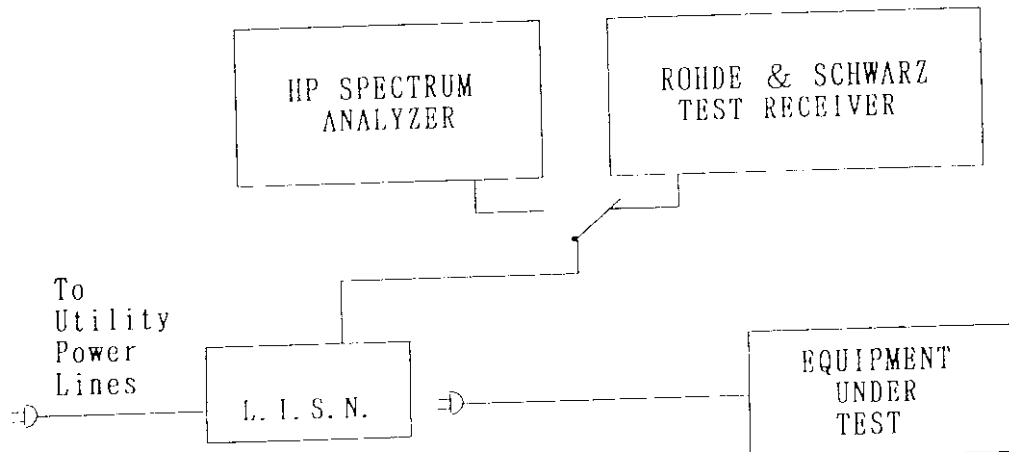 HP SPECTRUM
ANALYZER
ROHDE & SCHWARZ
TEST RECEIVER
To
Utility
Power
Lines
L.I.S.N.
EQUIPMENT
UNDER
TEST